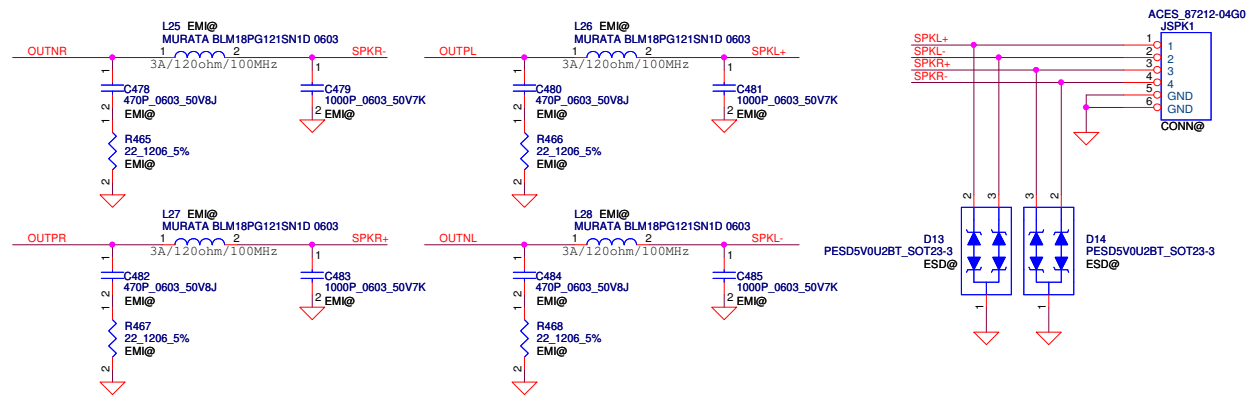 L25 EMI@
MURATA BLM18PG121SN1D 0603
OUTNR
1
2
SPKR-
3A/120ohm/100MHz
1
C478
470P_0603_50V8J
2
EMI@
1
R465
22_1206_5%
EMI@
2
1
C479
1000P_0603_50V7K
2
EMI@
L26 EMI@
MURATA BLM18PG121SN1D 0603
OUTPL
1
2
SPKL+
3A/120ohm/100MHz
1
C480
470P_0603_50V8J
2
EMI@
1
R466
22_1206_5%
EMI@
2
1
C481
1000P_0603_50V7K
2
EMI@
L27 EMI@
MURATA BLM18PG121SN1D 0603
OUTPR
1
2
SPKR+
3A/120ohm/100MHz
1
C482
470P_0603_50V8J
2
EMI@
1
R467
22_1206_5%
EMI@
2
1
C483
1000P_0603_50V7K
2
EMI@
L28 EMI@
MURATA BLM18PG121SN1D 0603
OUTNL
1
2
SPKL-
3A/120ohm/100MHz
1
C484
470P_0603_50V8J
2
EMI@
1
R468
22_1206_5%
EMI@
2
1
C485
1000P_0603_50V7K
2
EMI@
ACES_87212-04G0
JSPK1
SPKL+ 1 1
SPKL- 2 2
SPKR+ 3 3
SPKR- 4 4
5 GND
6 GND
CONN@
2
3
3
2
D13
PESD5V0U2BT_SOT23-3
ESD@
D14
PESD5V0U2BT_SOT23-3
ESD@
1
1